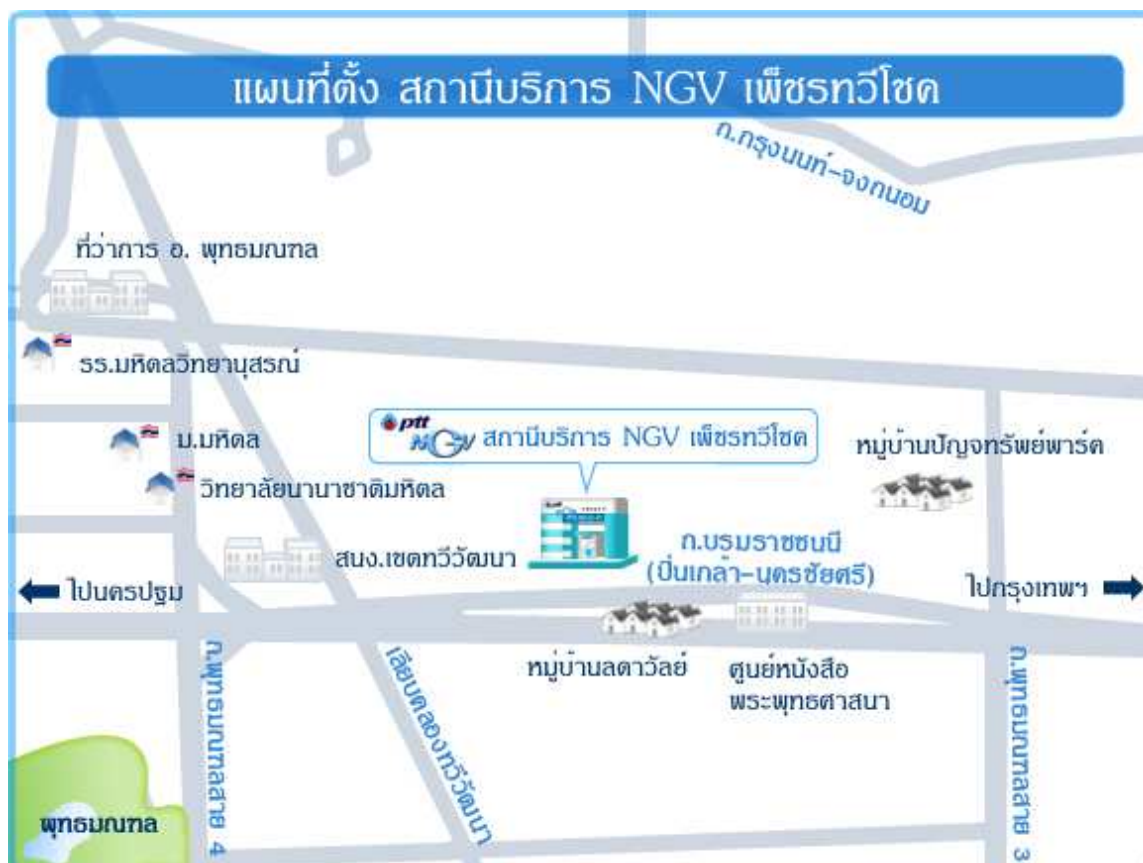 แผนที่ตั้ง สถานีบริการ NGV เพ็ชรทวีโชค
ถ.กรุงนนท์-จงถนอม
ที่ว่าการ อ. พุทธมณฑล
รร.มหิดลวิทยานุสรณ์
ptt
NGV สถานีบริการ NGV เพ็ชรทวีโชค
ม.มหิดล
หมู่บ้านปัญจทรัพย์พาร์ค
วิทยาลัยนานาชาติมหิดล
ถ.บรมราชชนนี
(ปิ่นเกล้า-นครชัยศรี)
สนง.เขตทวีวัฒนา
ไปนครปฐม
ไปกรุงเทพฯ
หมู่บ้านลดาวัลย์
ศูนย์หนังสือ
พระพุทธศาสนา
ถ.พุทธมณฑลสาย 4
เลียบคลองทวีวัฒนา
ถ.พุทธมณฑลสาย 3
พุทธมณฑล